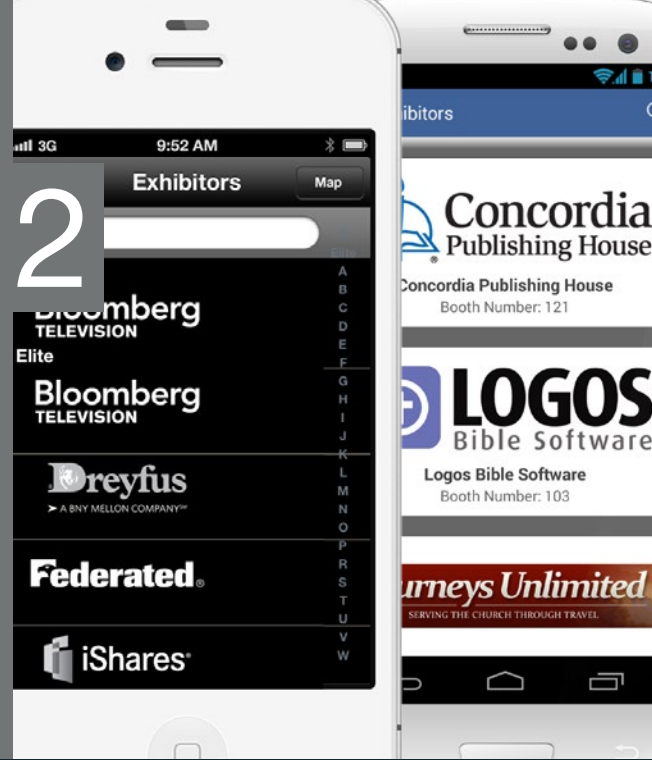 2
3G 9:52 AM
Exhibitors Map
Elite
A
B
C
D
E
F
G
H
I
J
K
L
M
N
O
P
R
S
T
U
V
W
Bloomberg
TELEVISION
Elite
Bloomberg
TELEVISION
Dreyfus
➤ A BNY MELLON COMPANY℠
Federated®
iShares®
ibitors
Concordia
Publishing House
®
Concordia Publishing House
Booth Number: 121
LOGOS
Bible Software
Logos Bible Software
Booth Number: 103
urneys Unlimited
SERVING THE CHURCH THROUGH TRAVEL